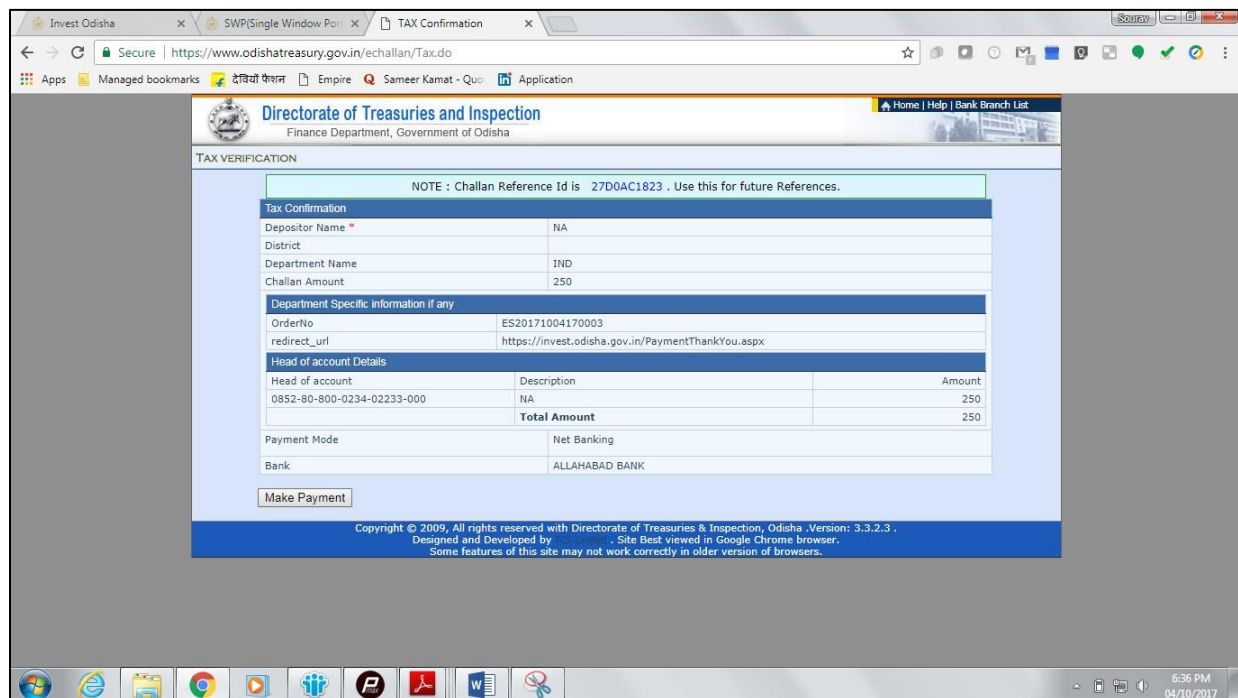 Invest Odisha
SWP(Single Window Por
TAX Confirmation
Sourav
Secure | https://www.odishatreasury.gov.in/echallan/Tax.do
Apps Managed bookmarks देवियों फैशन Empire Sameer Kamat - Quo Application
Directorate of Treasuries and Inspection
Finance Department, Government of Odisha
Home | Help | Bank Branch List
TAX VERIFICATION
NOTE : Challan Reference Id is 27D0AC1823 . Use this for future References.
Tax Confirmation
Depositor Name * NA
District
Department Name IND
Challan Amount 250
Department Specific information if any
OrderNo ES20171004170003
redirect_url https://invest.odisha.gov.in/PaymentThankYou.aspx
Head of account Details
Head of account Description Amount
0852-80-800-0234-02233-000 NA 250
Total Amount 250
Payment Mode Net Banking
Bank ALLAHABAD BANK
Make Payment
Copyright © 2009, All rights reserved with Directorate of Treasuries & Inspection, Odisha .Version: 3.3.2.3 .
Designed and Developed by TCS Limited . Site Best viewed in Google Chrome browser.
Some features of this site may not work correctly in older version of browsers.
6:36 PM
04/10/2017